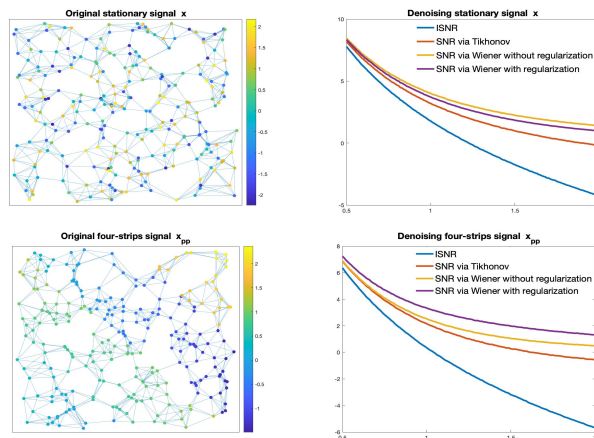 Original stationary signal x
2
1.5
1
0.5
0
-0.5
-1
-1.5
-2
Denoising stationary signal x
10
5
0
-5
0.5
1
1.5
ISNR
SNR via Tikhonov
SNR via Wiener without regularization
SNR via Wiener with regularization
Original four-strips signal xpp
2
1.5
1
0.5
0
-0.5
-1
Denoising four-strips signal xpp
8
6
4
2
0
-2
-4
-6
0.5
1
1.5
ISNR
SNR via Tikhonov
SNR via Wiener without regularization
SNR via Wiener with regularization